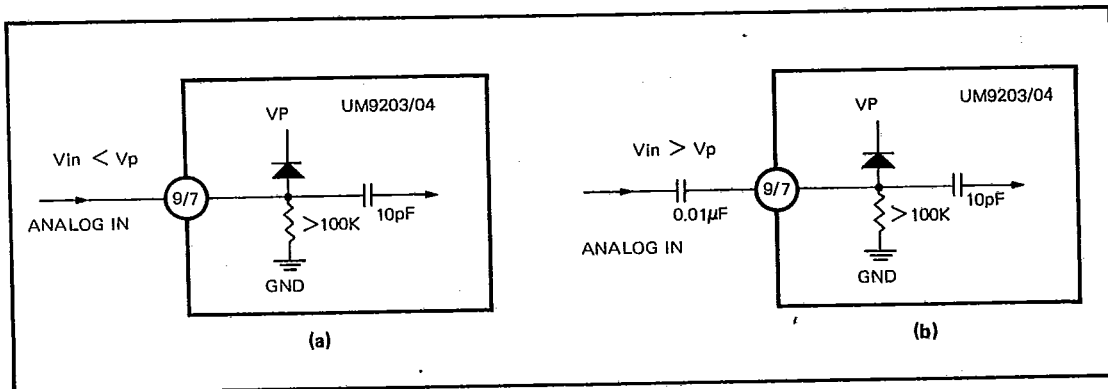 UM9203/04
VP
Vin < Vp
9/7
ANALOG IN
>100K
10pF
GND
(a)
UM9203/04
VP
Vin > Vp
9/7
0.01μF
ANALOG IN
>100K
10pF
GND
(b)